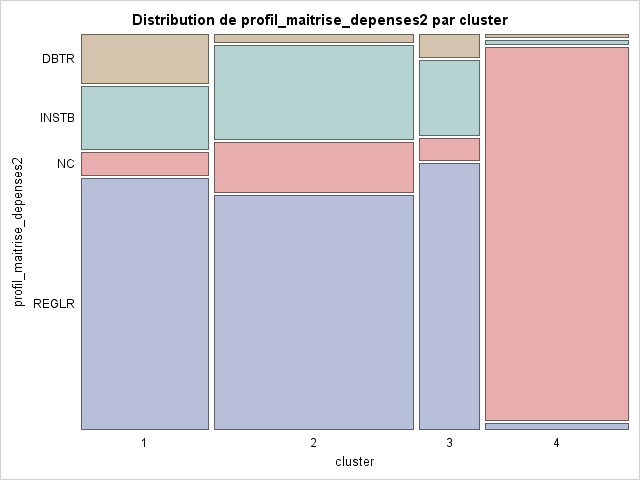 Distribution de profil_maitrise_depenses2 par cluster
profil_maitrise_depenses2
DBTR
INSTB
NC
REGLR
1 2 3 4
cluster